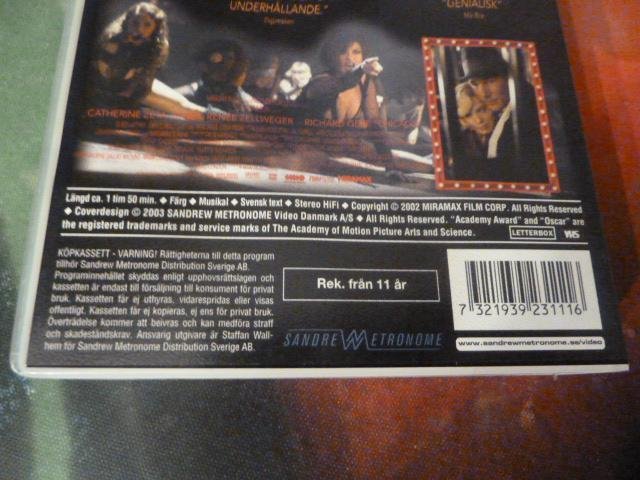 UNDERHÅLLANDE."
Expressen
"GENIALISK"
CATHERINE ZETA
RENÉE ZELLWEGER
RICHARD GERE
CHICAGO
MIRAMAX
Längd ca. 1 tim 50 min. ◆ Färg ◆ Musikal ◆ Svensk text ◆ Stereo HiFi ◆ Copyright © 2002 MIRAMAX FILM CORP. All Rights Reserved
◆ Coverdesign © 2003 SANDREW METRONOME Video Danmark A/S ◆ All Rights Reserved. "Academy Award" and "Oscar" are
the registered trademarks and service marks of The Academy of Motion Picture Arts and Science.
LETTERBOX VHS
KÖPKASSETT - VARNING! Rättigheterna till detta program
tillhör Sandrew Metronome Distribution Sverige AB.
Programinnehållet skyddas enligt upphovsrättslagen och
kassetten är endast till försäljning till konsument för privat
bruk. Kassetten får ej uthyras, vidarespridas eller visas
offentligt. Kassetten får ej kopieras, ej ens för privat bruk.
Överträdelse kommer att beivras och kan medföra straff
och skadeståndskrav. Ansvarig utgivare är Staffan Wall-
hem för Sandrew Metronome Distribution Sverige AB.
Rek. från 11 år
SANDREW METRONOME
7 321939 231116
www.sandrewmetronome.se/video